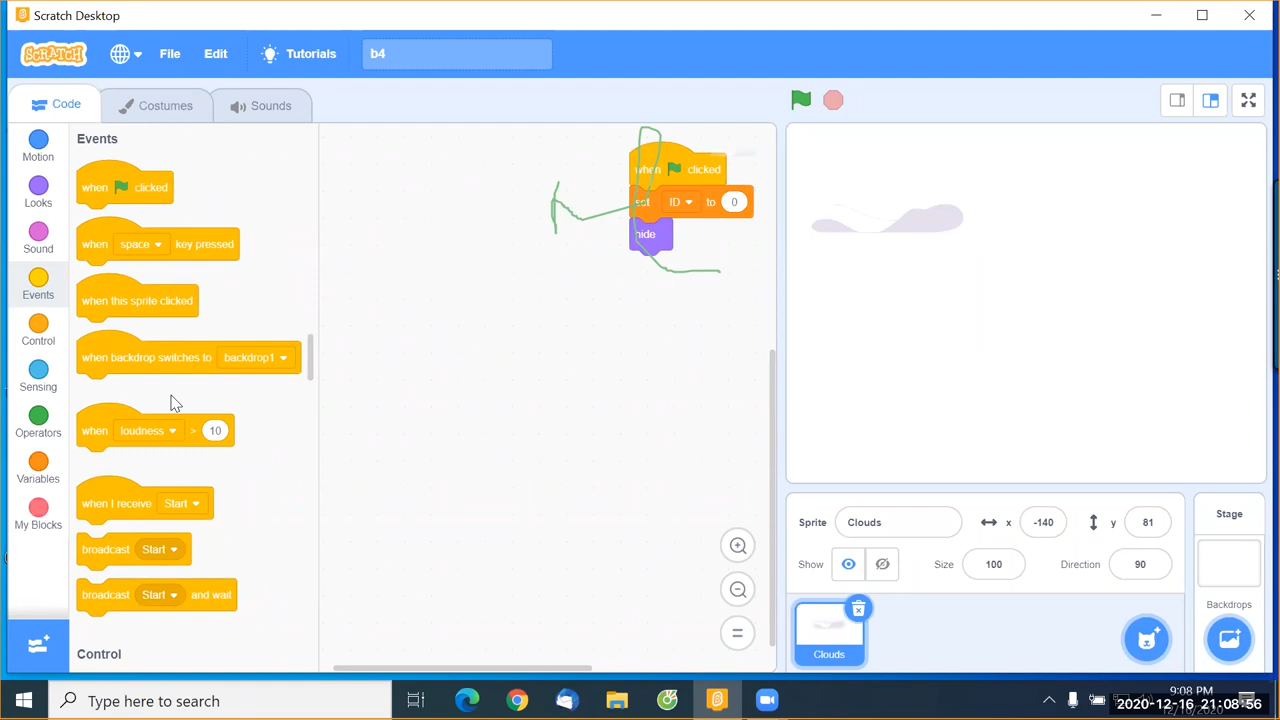 Scratch Desktop
SCRATCH File Edit Tutorials b4
Code Costumes Sounds
Motion
Looks
Sound
Events
Control
Sensing
Operators
Variables
My Blocks
Events
when clicked
when space key pressed
when this sprite clicked
when backdrop switches to backdrop1
when loudness > 10
when I receive Start
broadcast Start
broadcast Start and wait
Control
when clicked
set ID to 0
hide
Sprite Clouds x -140 y 81
Show Size 100 Direction 90
Clouds
Stage
Backdrops
Type here to search
9:08 PM
2020-12-16 21:08:56
12/16/2020